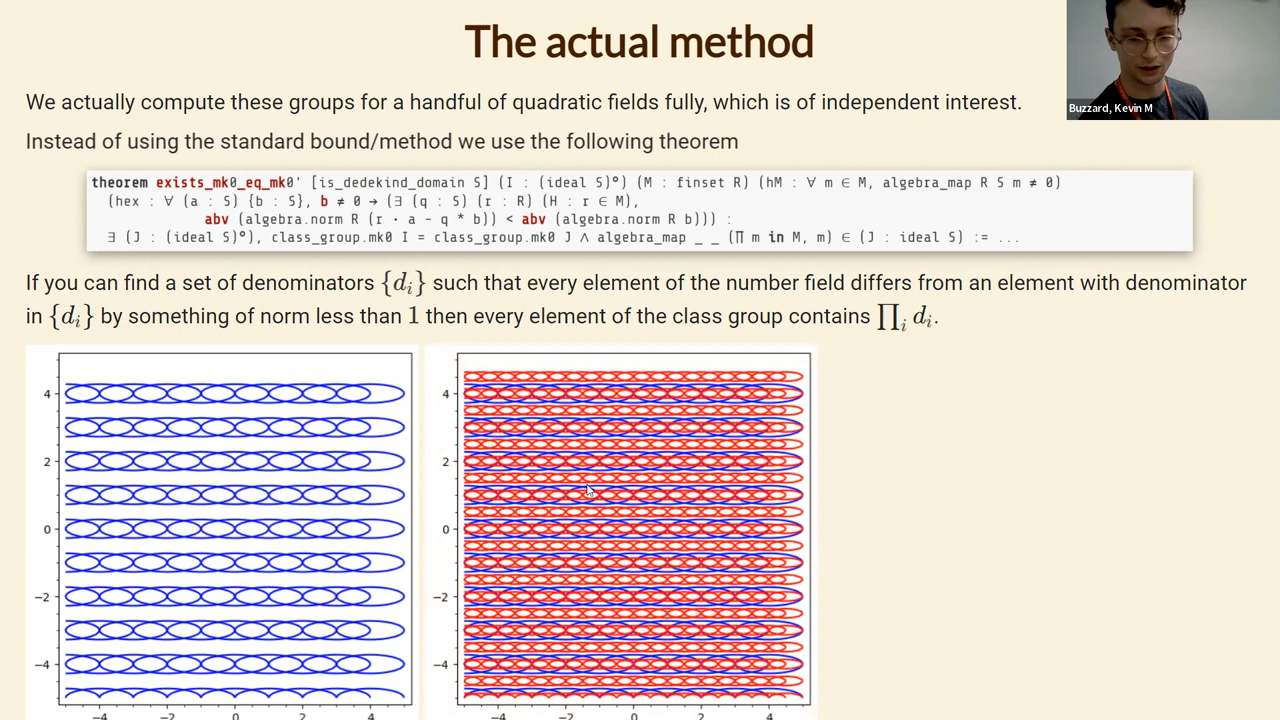 The actual method
Buzzard, Kevin M
We actually compute these groups for a handful of quadratic fields fully, which is of independent interest.
Instead of using the standard bound/method we use the following theorem
theorem exists_mk0_eq_mk0' [is_dedekind_domain S] (I : (ideal S)⁰) (M : finset R) (hM : ∀ m ∈ M, algebra_map R S m ≠ 0)
(hex : ∀ (a : S) {b : S}, b ≠ 0 → (∃ (q : S) (r : R) (H : r ∈ M),
abv (algebra.norm R (r · a - q * b)) < abv (algebra.norm R b))) :
∃ (J : (ideal S)⁰), class_group.mk0 I = class_group.mk0 J ∧ algebra_map _ _ (∏ m in M, m) ∈ (J : ideal S) := ...
If you can find a set of denominators {dᵢ} such that every element of the number field differs from an element with denominator
in {dᵢ} by something of norm less than 1 then every element of the class group contains ∏ᵢ dᵢ.
4
2
0
−2
−4
−4 −2 0 2 4
4
2
0
−2
−4
−4 −2 0 2 4